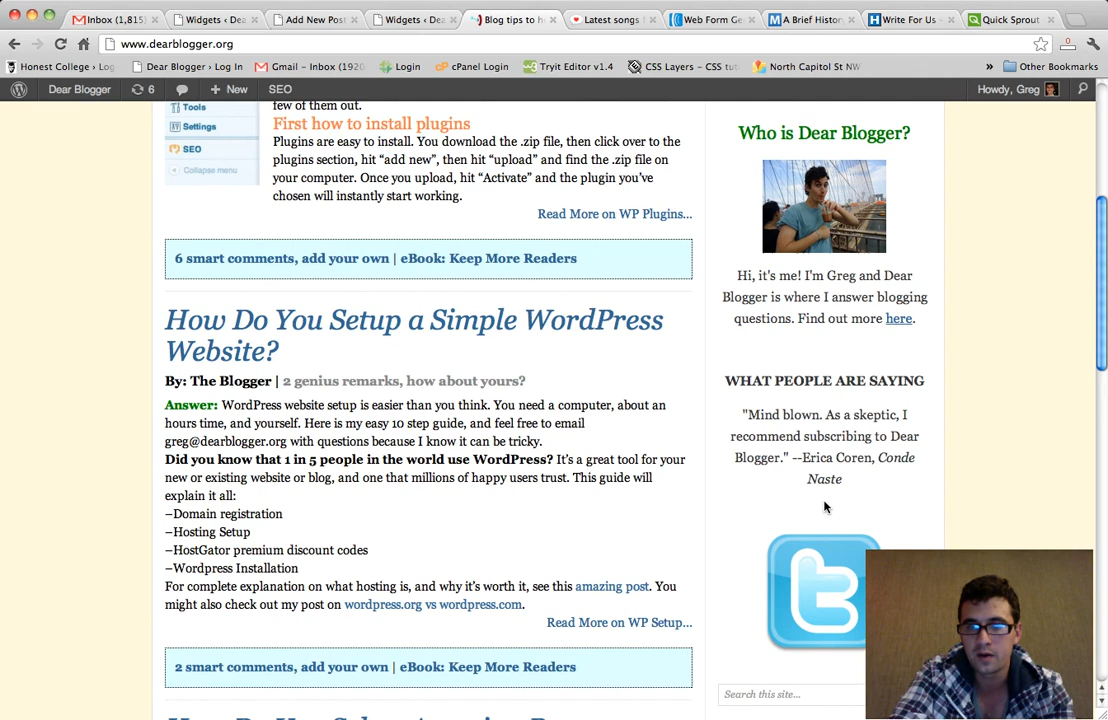 Inbox (1,815)
Widgets ‹ Dea
Add New Post
Widgets ‹ Dea
Blog tips to h
Latest songs
Web Form Ge
A Brief History
Write For Us –
Quick Sprout
www.dearblogger.org
0
Honest College › Log
Dear Blogger › Log In
Gmail – Inbox (1920
Login
cPanel Login
Tryit Editor v1.4
CSS Layers – CSS tut
North Capitol St NW
»
Other Bookmarks
Dear Blogger
6
+ New
SEO
Howdy, Greg
Tools
Settings
SEO
Collapse menu
few of them out.
First how to install plugins
Plugins are easy to install. You download the .zip file, then click over to the
plugins section, hit “add new”, then hit “upload” and find the .zip file on
your computer. Once you upload, hit “Activate” and the plugin you’ve
chosen will instantly start working.
Read More on WP Plugins...
6 smart comments, add your own | eBook: Keep More Readers
How Do You Setup a Simple WordPress
Website?
By: The Blogger | 2 genius remarks, how about yours?
Answer: WordPress website setup is easier than you think. You need a computer, about an
hours time, and yourself. Here is my easy 10 step guide, and feel free to email
greg@dearblogger.org with questions because I know it can be tricky.
Did you know that 1 in 5 people in the world use WordPress? It’s a great tool for your
new or existing website or blog, and one that millions of happy users trust. This guide will
explain it all:
–Domain registration
–Hosting Setup
–HostGator premium discount codes
–Wordpress Installation
For complete explanation on what hosting is, and why it’s worth it, see this amazing post. You
might also check out my post on wordpress.org vs wordpress.com.
Read More on WP Setup...
2 smart comments, add your own | eBook: Keep More Readers
Who is Dear Blogger?
Hi, it's me! I'm Greg and Dear
Blogger is where I answer blogging
questions. Find out more here.
WHAT PEOPLE ARE SAYING
"Mind blown. As a skeptic, I
recommend subscribing to Dear
Blogger." --Erica Coren, Conde
Naste
t
Search this site...